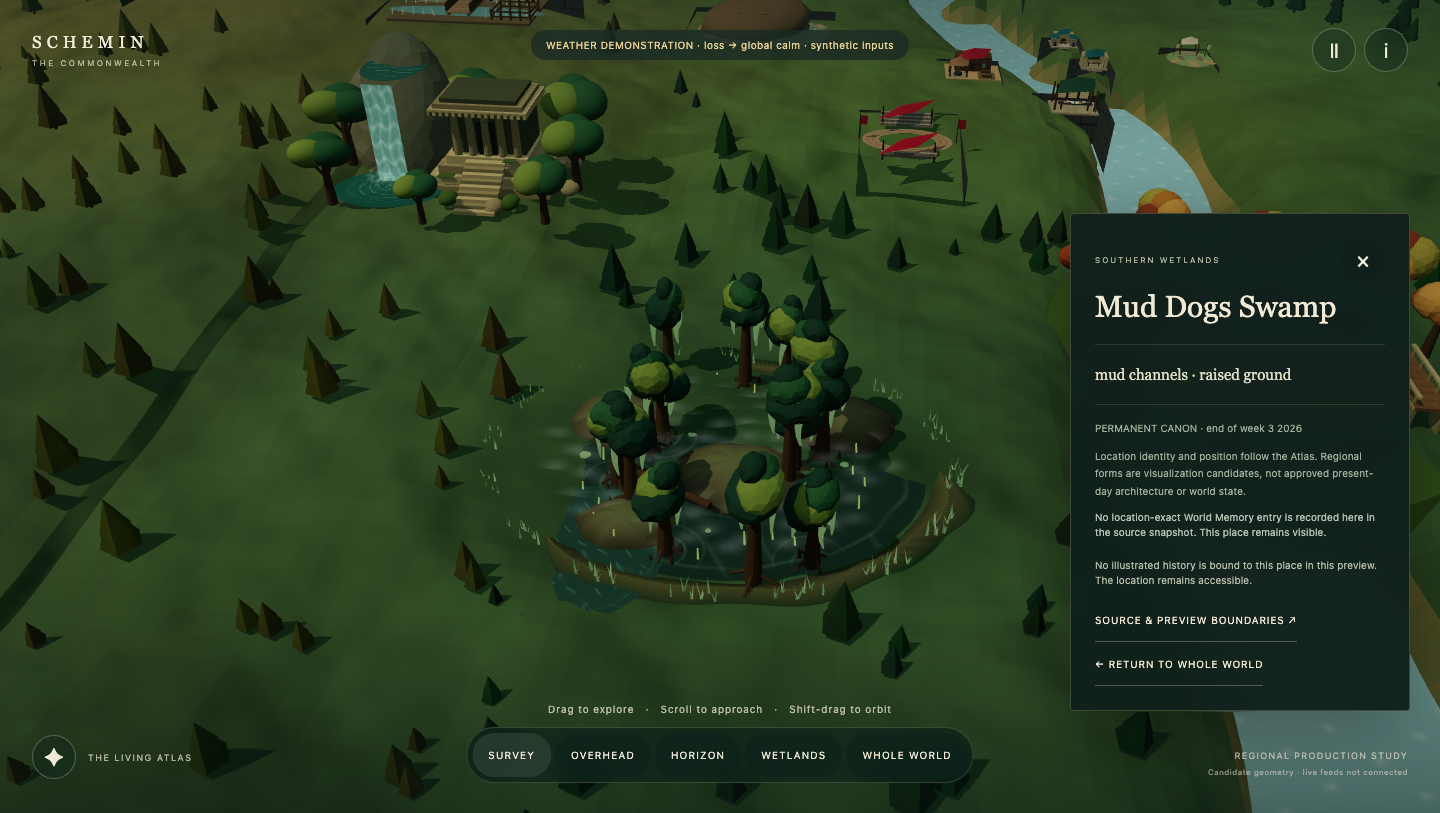 SCHEMIN
THE COMMONWEALTH
WEATHER DEMONSTRATION · loss → global calm · synthetic inputs
SOUTHERN WETLANDS
Mud Dogs Swamp
mud channels · raised ground
PERMANENT CANON · end of week 3 2026
Location identity and position follow the Atlas. Regional
forms are visualization candidates, not approved present-
day architecture or world state.
No location-exact World Memory entry is recorded here in
the source snapshot. This place remains visible.
No illustrated history is bound to this place in this preview.
The location remains accessible.
SOURCE & PREVIEW BOUNDARIES ↗
← RETURN TO WHOLE WORLD
Drag to explore · Scroll to approach · Shift-drag to orbit
SURVEY OVERHEAD HORIZON WETLANDS WHOLE WORLD
THE LIVING ATLAS
REGIONAL PRODUCTION STUDY
Candidate geometry · live feeds not connected